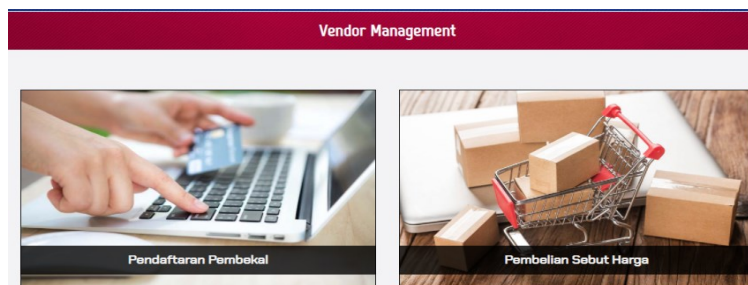 Vendor Management
Pendaftaran Pembekal
Pembelian Sebut Harga